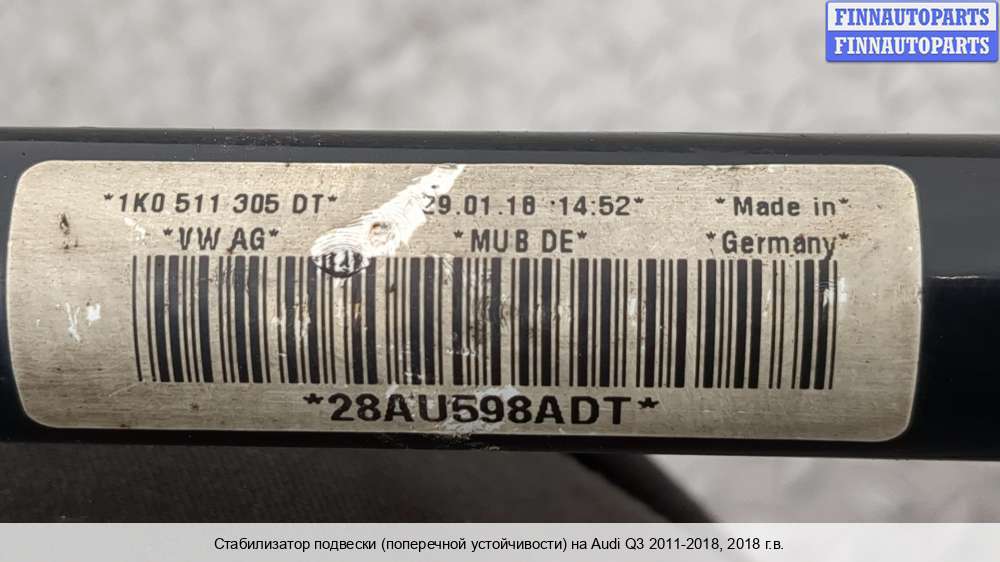 FINNAUTOPARTS
FINNAUTOPARTS
*1K0 511 305 DT* 29.01.18 14:52* *Made in*
*VW AG* *MUB DE* *Germany*
*28AU598ADT*
Стабилизатор подвески (поперечной устойчивости) на Audi Q3 2011-2018, 2018 г.в.